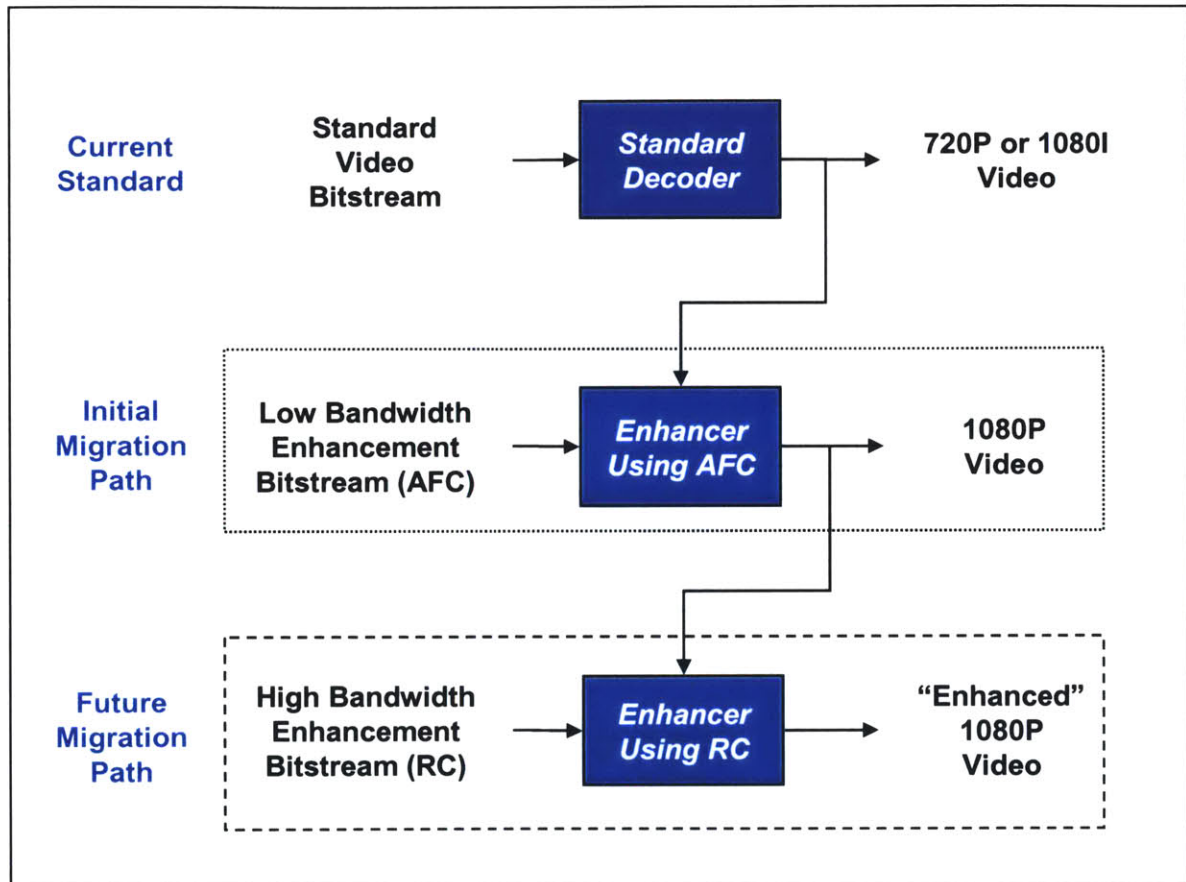 Current
Standard
Standard
Video
Bitstream
Standard
Decoder
720P or 1080I
Video
Initial
Migration
Path
Low Bandwidth
Enhancement
Bitstream (AFC)
Enhancer
Using AFC
1080P
Video
Future
Migration
Path
High Bandwidth
Enhancement
Bitstream (RC)
Enhancer
Using RC
“Enhanced”
1080P
Video